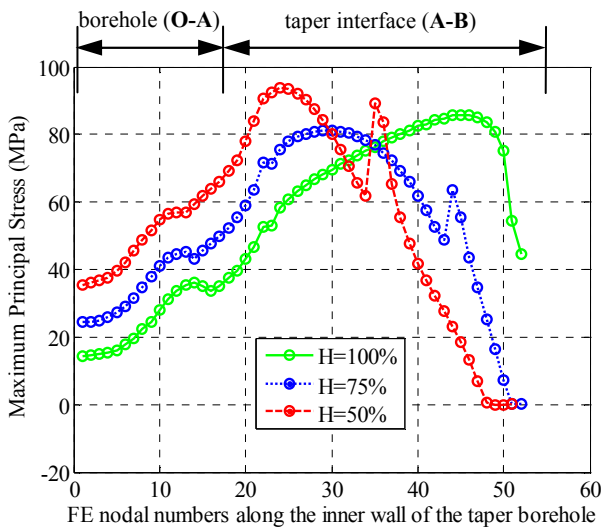 borehole (O-A) taper interface (A-B)
100
80
60
40
20
0
-20
Maximum Principal Stress (MPa)
H=100%
H=75%
H=50%
0 10 20 30 40 50 60
FE nodal numbers along the inner wall of the taper borehole